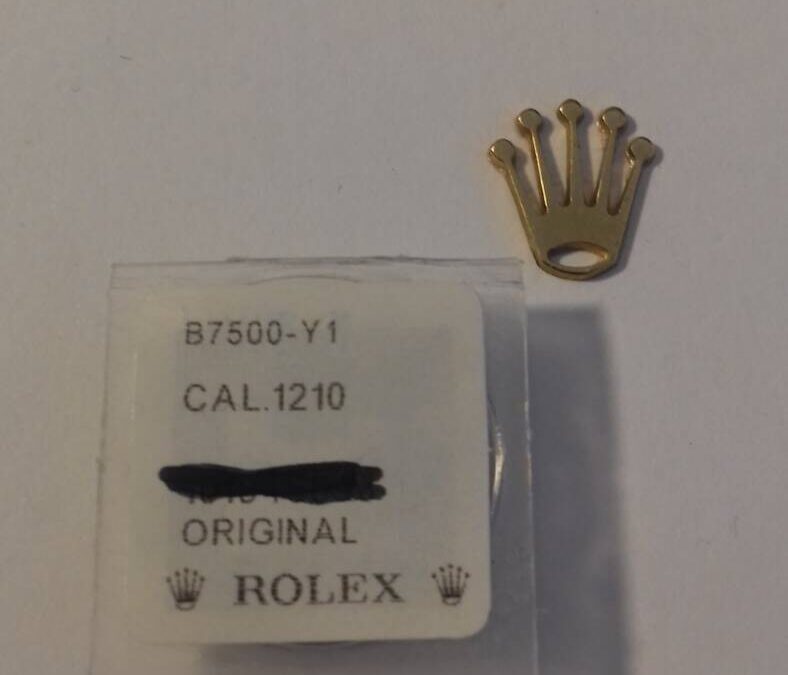 B7500-Y1
CAL.1210
ORIGINAL
ROLEX